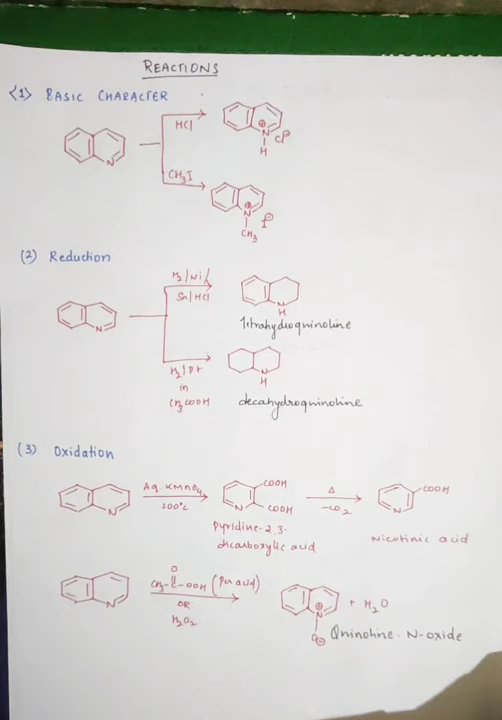 REACTIONS
(1) BASIC CHARACTER
HCl
N⊕
H
Cl⊖
N
CH₃I
N⊕
I⊖
CH₃
(2) Reduction
H₂/Ni/
Sn/HCl
N
H
Tetrahydroquinoline
N
H₂/Pt
in
CH₃COOH
N
H
decahydroquinoline
(3) Oxidation
N
Aq. KMnO₄
100°C
COOH
COOH
N
Δ
-CO₂
COOH
N
Pyridine-2,3-
dicarboxylic acid
Nicotinic acid
N
O
CH₃-C-OOH (Per acid)
OR
H₂O₂
N⊕
O⊖
+ H₂O
Quinoline-N-oxide